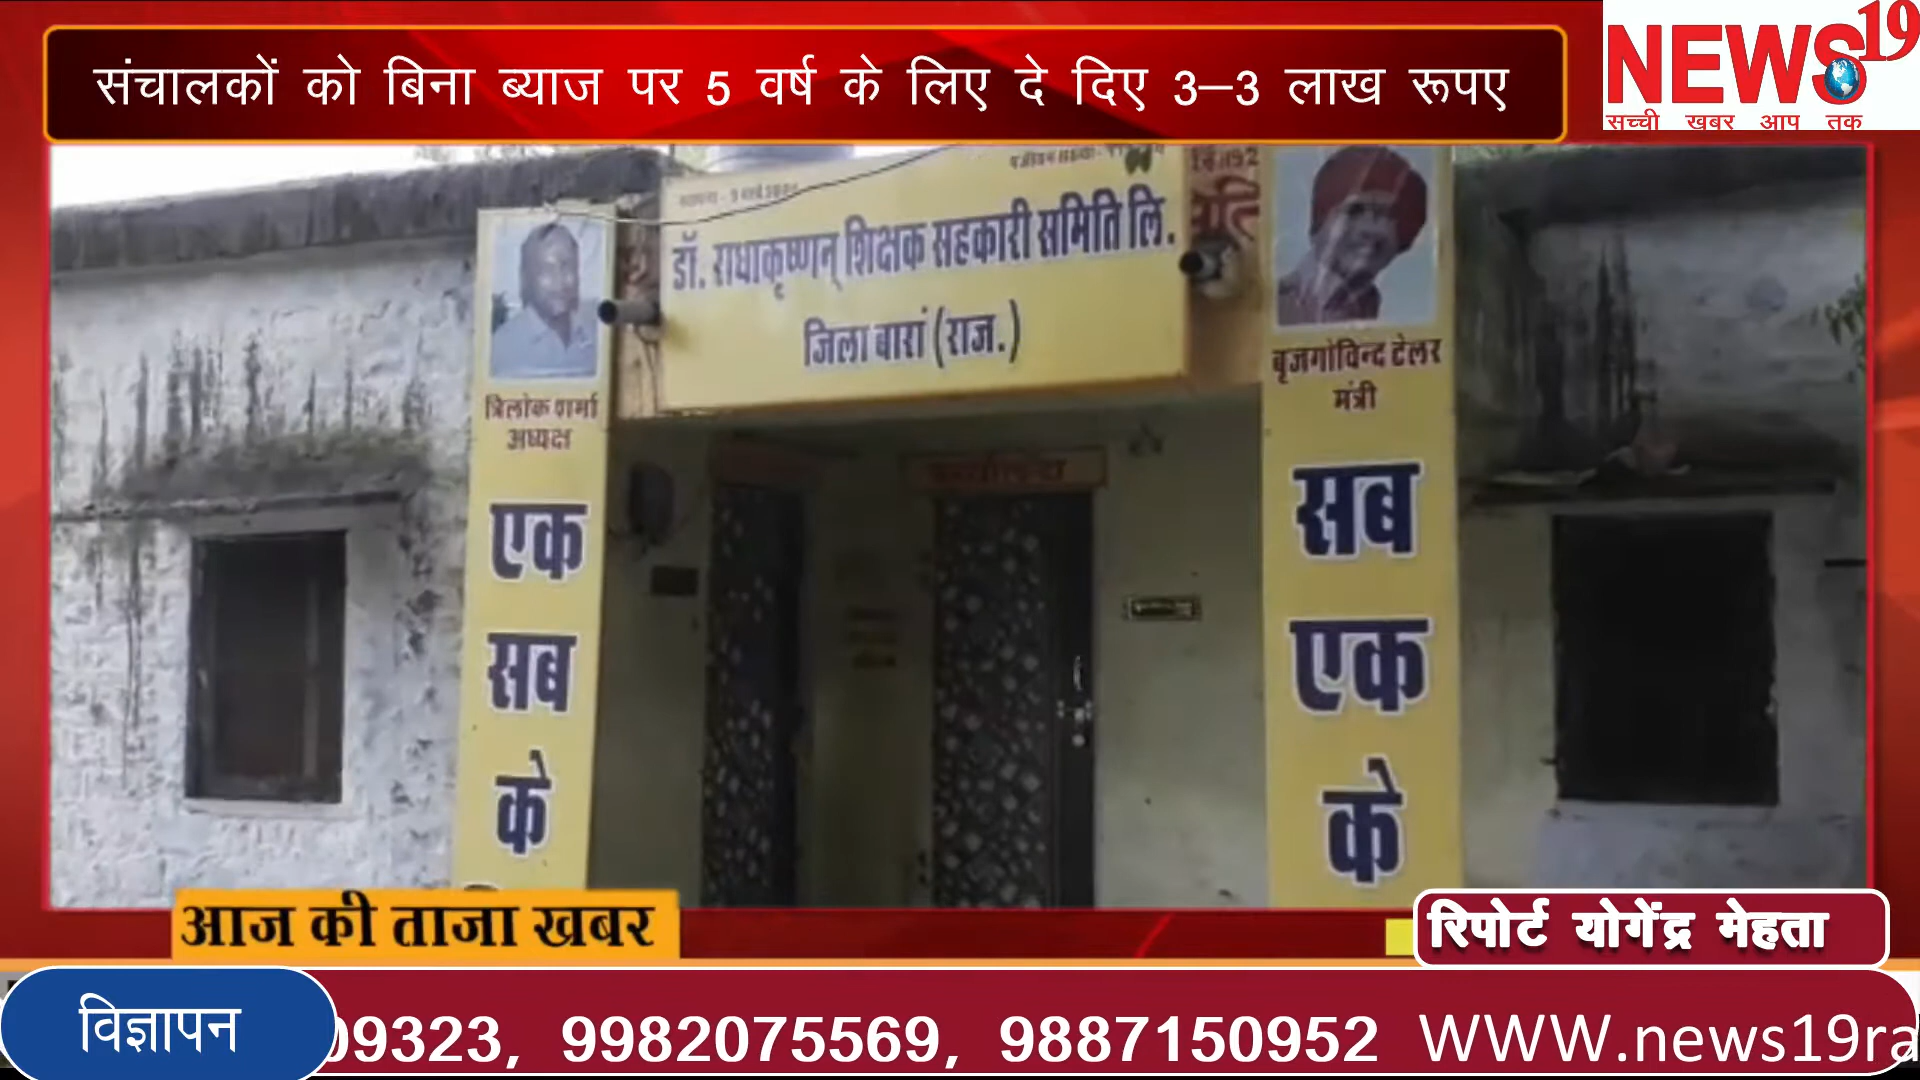 संचालकों को बिना ब्याज पर 5 वर्ष के लिए दे दिए 3–3 लाख रूपए
NEWS19
सच्ची खबर आप तक
डॉ. राधाकृष्णन् शिक्षक सहकारी समिति लि.
जिला बारां (राज.)
त्रिलोक शर्मा
अध्यक्ष
एक
सब
के
बृजगोविन्द टेलर
मंत्री
सब
एक
के
आज की ताजा खबर
रिपोर्ट योगेंद्र मेहता
विज्ञापन
09323, 9982075569, 9887150952 WWW.news19ra